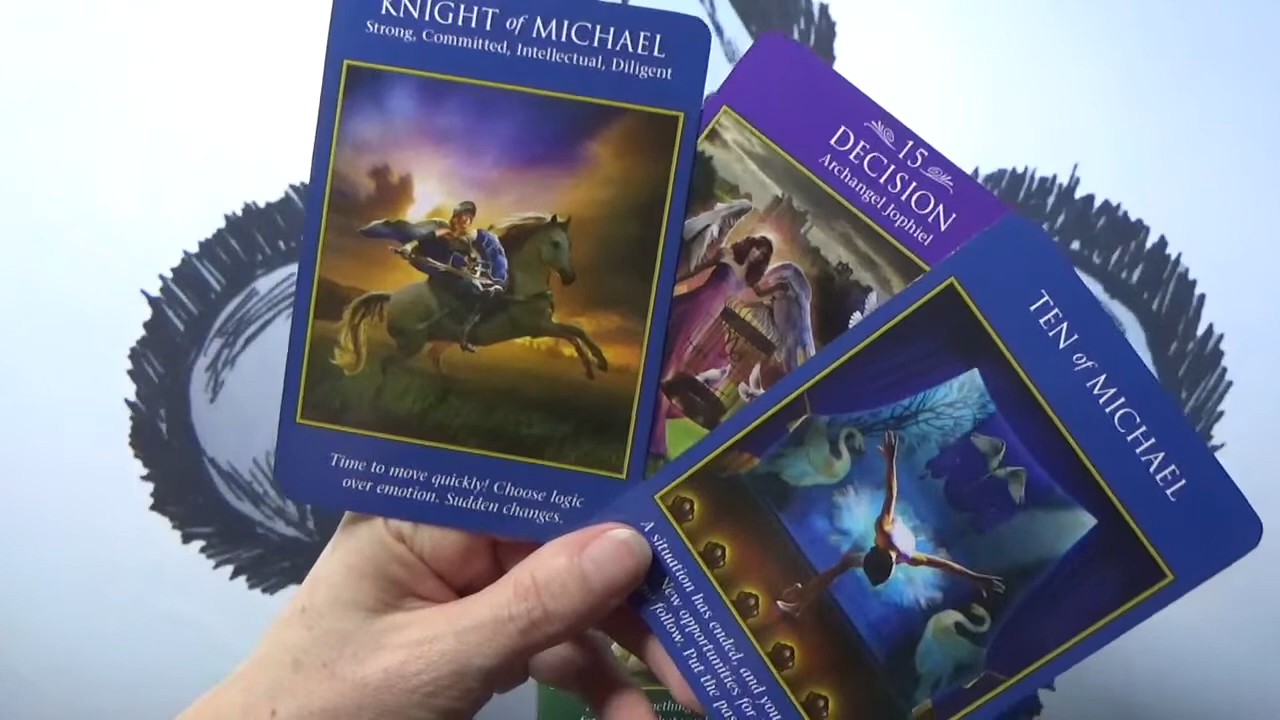 KNIGHT of MICHAEL
Strong, Committed, Intellectual, Diligent
Time to move quickly! Choose logic
over emotion. Sudden changes.
15
DECISION
Archangel Jophiel
TEN of MICHAEL
A situation has ended, and you
New opportunities for
follow. Put the pas